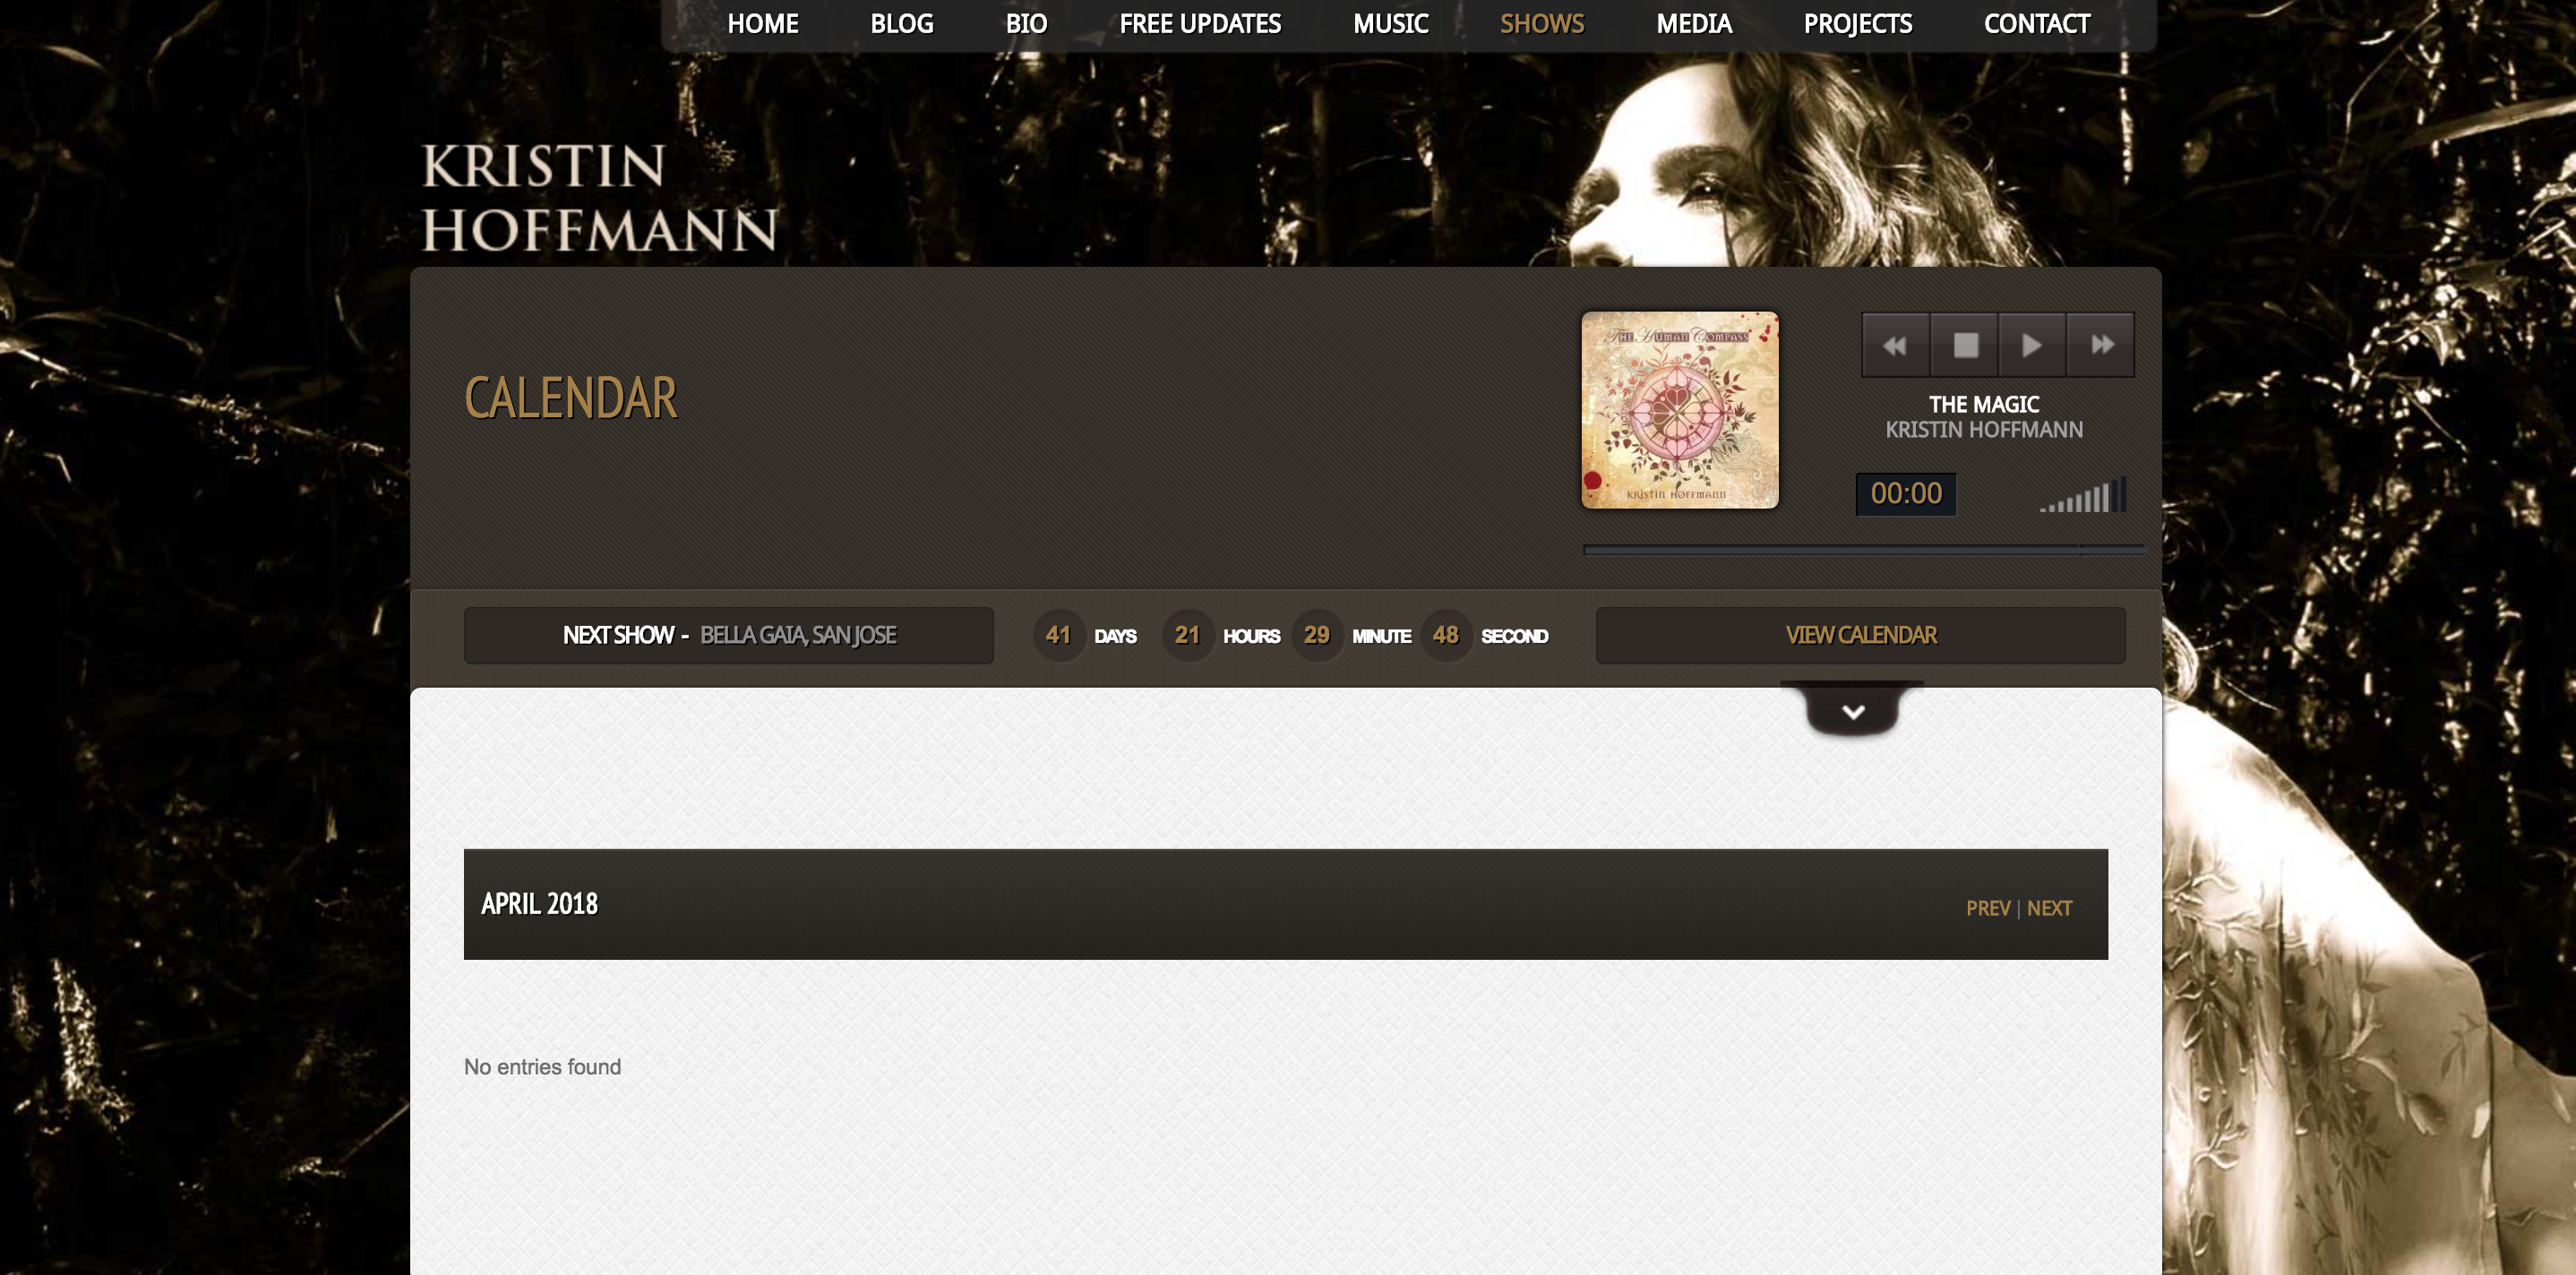 HOME BLOG BIO FREE UPDATES MUSIC SHOWS MEDIA PROJECTS CONTACT
KRISTIN
HOFFMANN
CALENDAR
THE HUMAN COMPASS
KRISTIN HOFFMANN
THE MAGIC
KRISTIN HOFFMANN
00:00
NEXT SHOW - BELLA GAIA, SAN JOSE
41 DAYS 21 HOURS 29 MINUTE 48 SECOND
VIEW CALENDAR
APRIL 2018
PREV | NEXT
No entries found